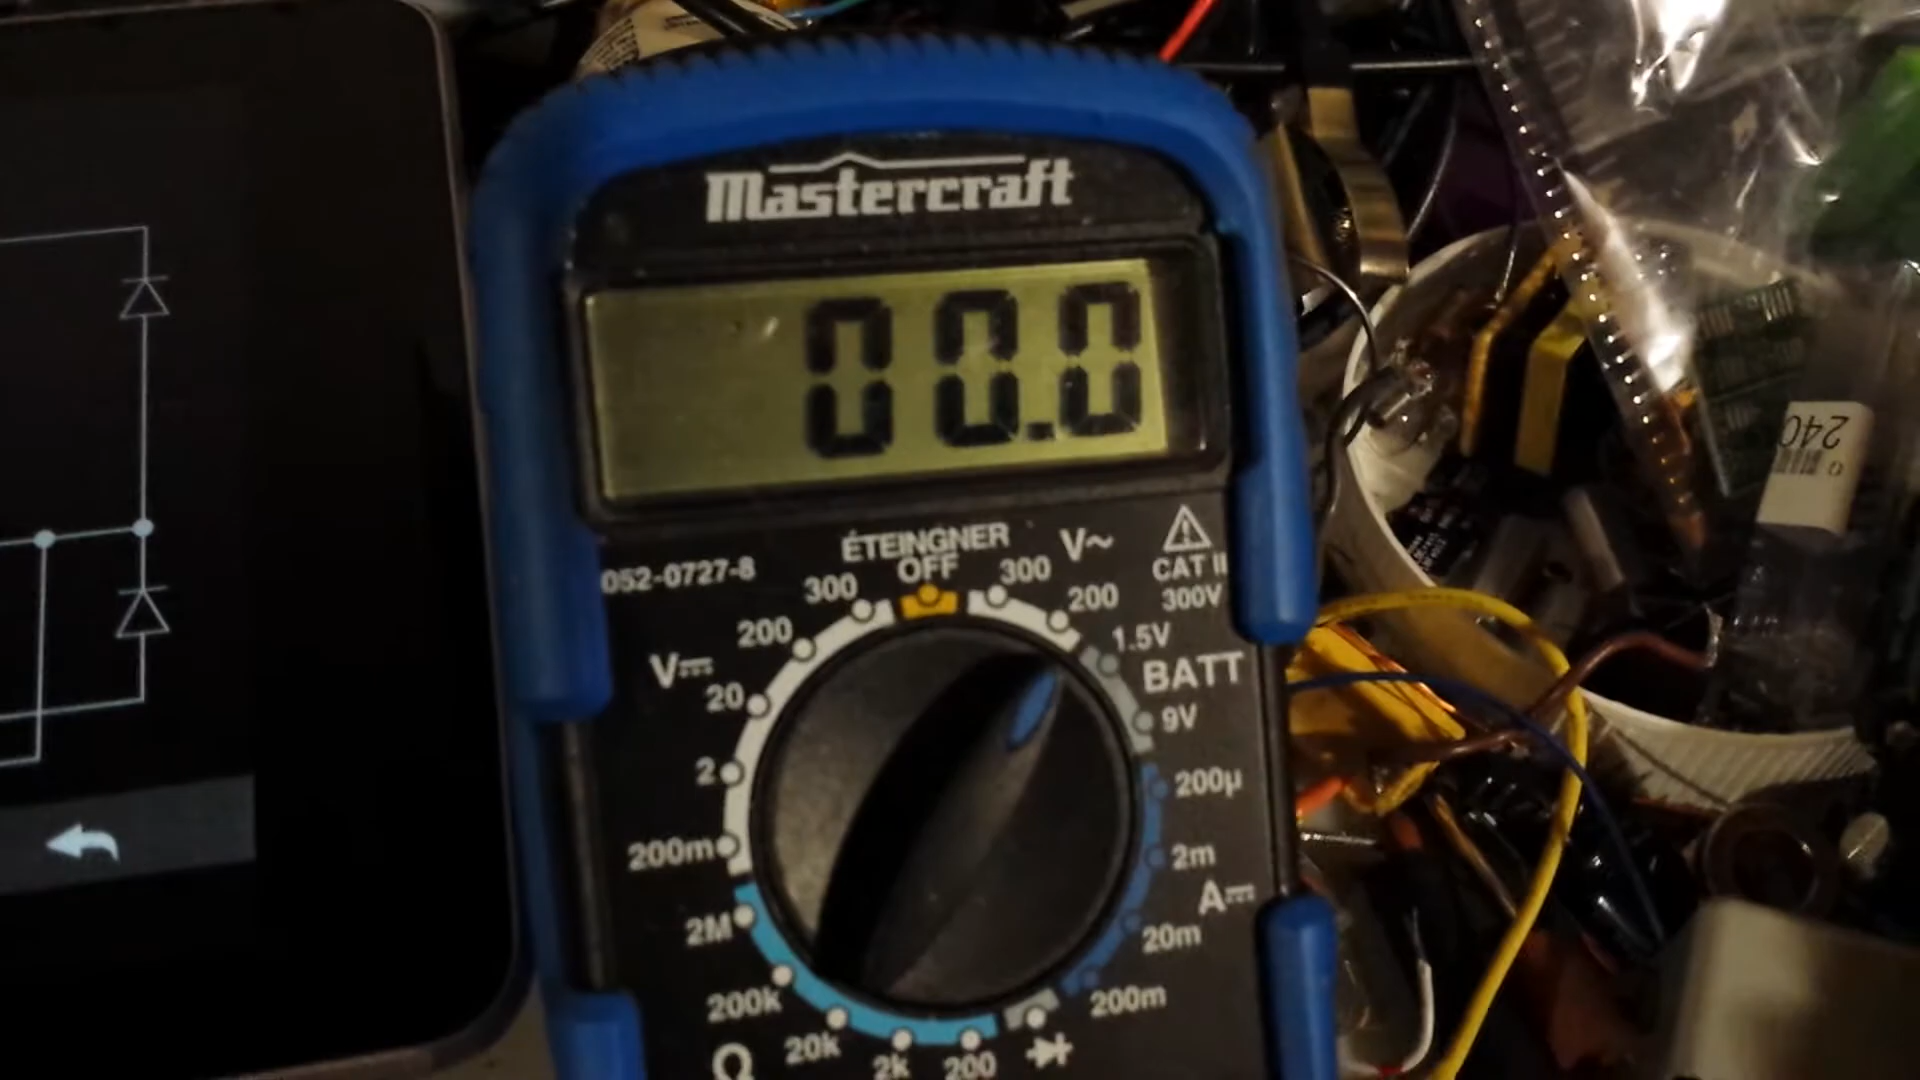 Mastercraft
00.0
052-0727-8
ÉTEINGNER
OFF
V~
CAT II
300V
300
200
V⎓
20
2
200m
2M
200k
20k
2k
200
Ω
300
200
1.5V
BATT
9V
200µ
2m
A⎓
20m
200m
240